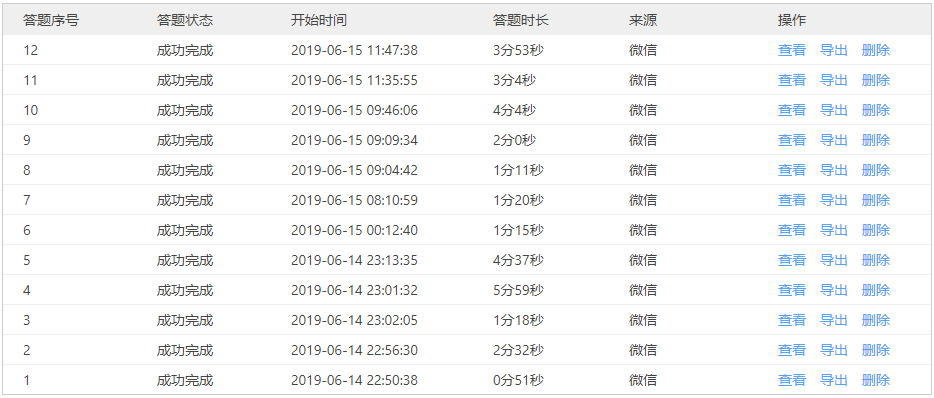 答题序号 答题状态 开始时间 答题时长 来源 操作
12 成功完成 2019-06-15 11:47:38 3分53秒 微信 查看 导出 删除
11 成功完成 2019-06-15 11:35:55 3分4秒 微信 查看 导出 删除
10 成功完成 2019-06-15 09:46:06 4分4秒 微信 查看 导出 删除
9 成功完成 2019-06-15 09:09:34 2分0秒 微信 查看 导出 删除
8 成功完成 2019-06-15 09:04:42 1分11秒 微信 查看 导出 删除
7 成功完成 2019-06-15 08:10:59 1分20秒 微信 查看 导出 删除
6 成功完成 2019-06-15 00:12:40 1分15秒 微信 查看 导出 删除
5 成功完成 2019-06-14 23:13:35 4分37秒 微信 查看 导出 删除
4 成功完成 2019-06-14 23:01:32 5分59秒 微信 查看 导出 删除
3 成功完成 2019-06-14 23:02:05 1分18秒 微信 查看 导出 删除
2 成功完成 2019-06-14 22:56:30 2分32秒 微信 查看 导出 删除
1 成功完成 2019-06-14 22:50:38 0分51秒 微信 查看 导出 删除